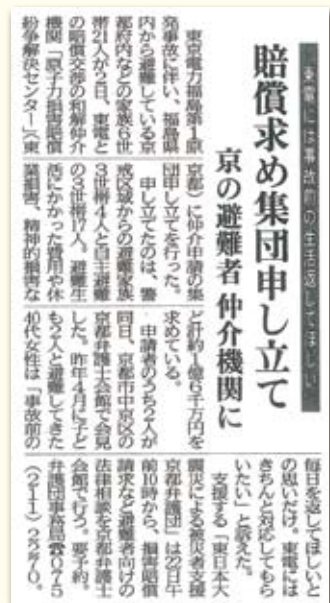 東電には事故前の生活返してほしい
賠償求め集団申し立て
京の避難者 仲介機関に
東京電力福島第1原
発事故に伴い、福島県
内から避難している京
都府内などの家族6世
帯21人が2日、東電と
の賠償交渉の和解仲介
機関「原子力損害賠償
紛争解決センター」(東
京都)に仲介申請の集
団申し立てを行った。
申し立てたのは、警
戒区域からの避難家族
3世帯4人と自主避難
の3世帯17人。避難生
活にかかった費用や休
業損害、精神的損害な
ど計約1億6千万円を
求めている。
申請者のうち2人が
同日、京都市中京区の
京都弁護士会館で会見
した。昨年4月に子ど
も2人と避難してきた
40代女性は「事故前の
毎日を返してほしいと
の思いだけ。東電には
きちんと対応してもら
いたい」と訴えた。
支援する「東日本大
震災による被災者支援
京都弁護団」は22日午
前10時から、損害賠償
請求など避難者向けの
法律相談を京都弁護士
会館で行う。要予約。
弁護団事務局☎075
(211)2270。